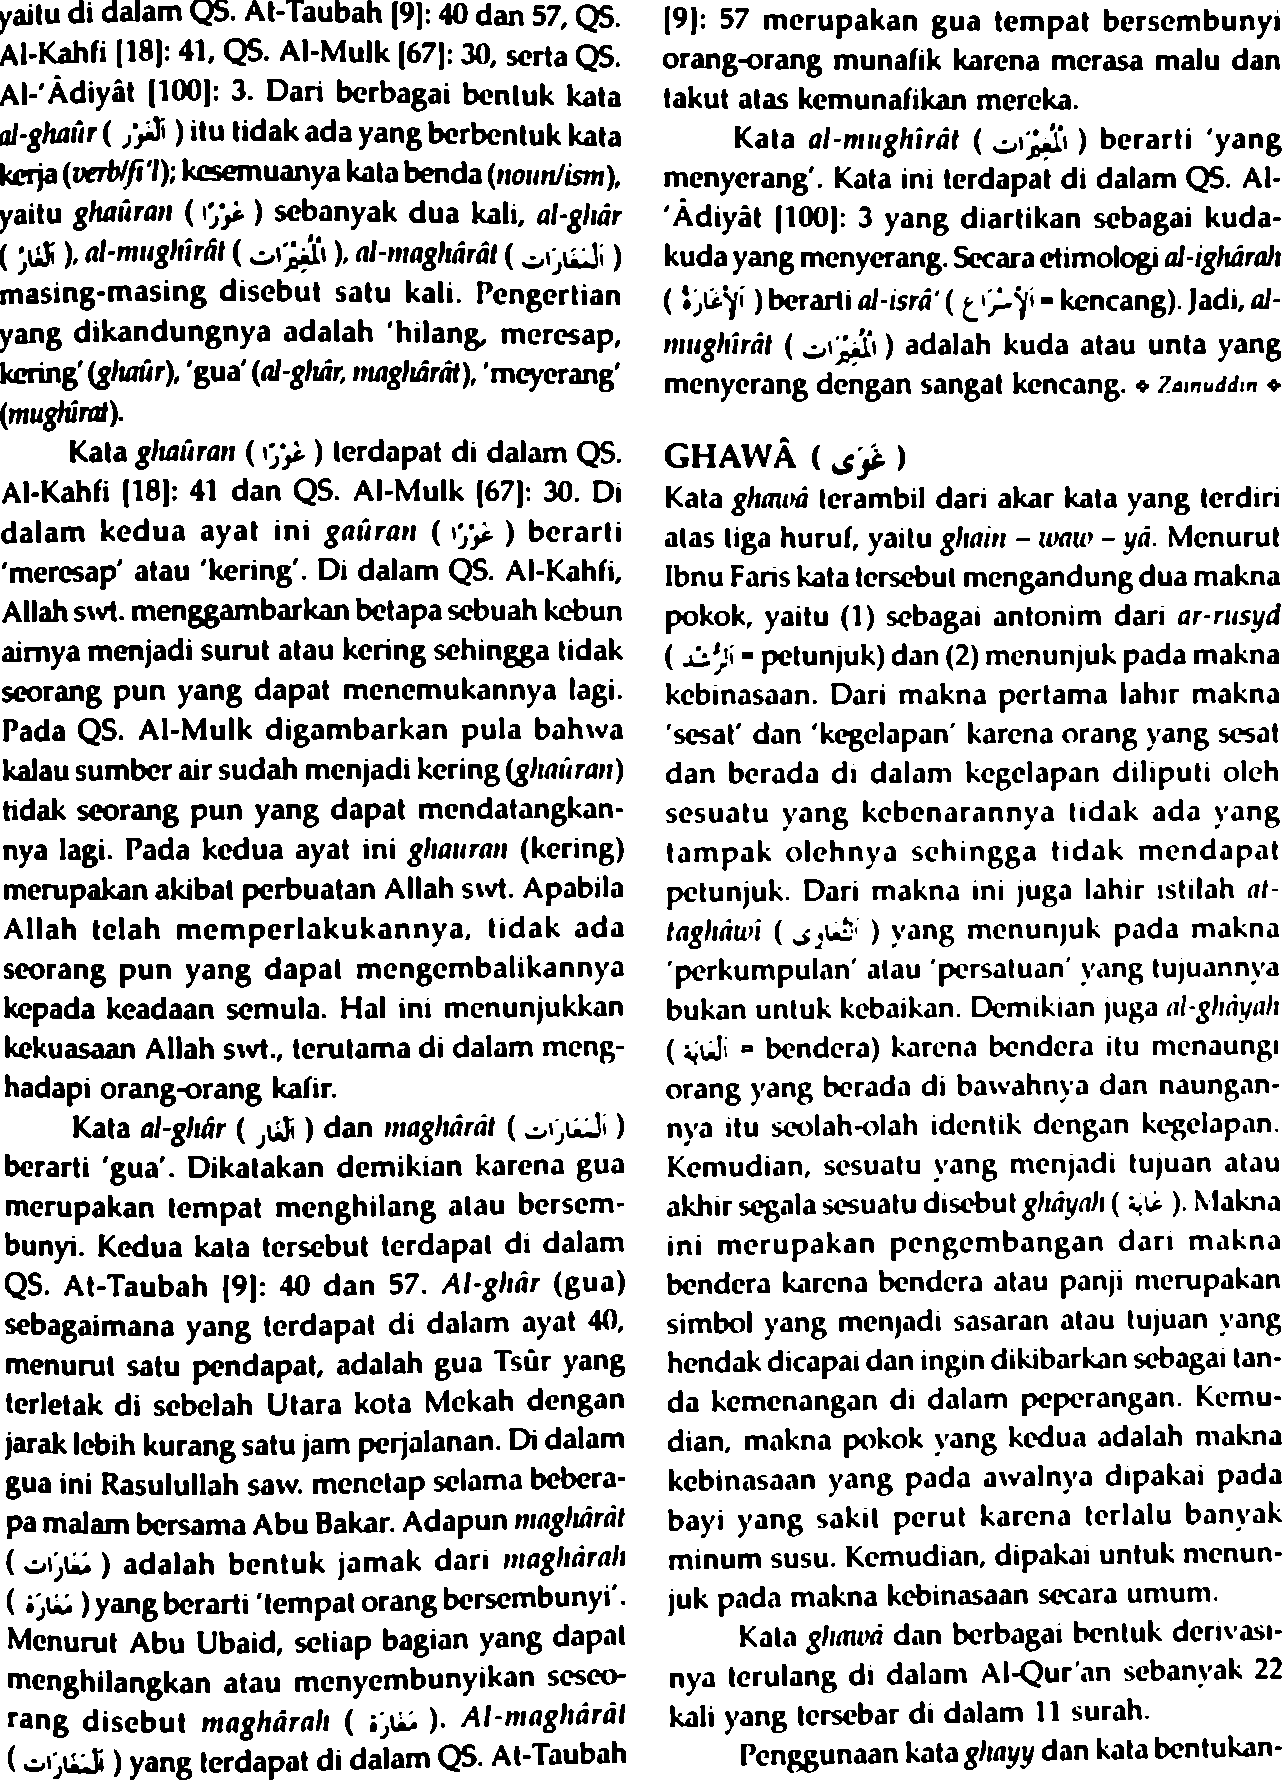 yaitu di dalam QS. At-Taubah [9]: 40 dan 57, QS.
Al-Kahfi [18]: 41, QS. Al-Mulk [67]: 30, serta QS.
Al-'Âdiyât [100]: 3. Dari berbagai bentuk kata
al-ghaûr ( اَلْغَوْر ) itu tidak ada yang berbentuk kata
kerja (verb/fi'l); kesemuanya kata benda (noun/ism),
yaitu ghaûran ( غَوْرًا ) sebanyak dua kali, al-ghâr
( اَلْغَار ), al-mughîrât ( اَلْمُغِيْرَات ), al-maghârât ( اَلْمَغَارَات )
masing-masing disebut satu kali. Pengertian
yang dikandungnya adalah 'hilang, meresap,
kering' (ghaûr), 'gua' (al-ghâr, maghârât), 'meyerang'
(mughîrat).
Kata ghaûran ( غَوْرًا ) terdapat di dalam QS.
Al-Kahfi [18]: 41 dan QS. Al-Mulk [67]: 30. Di
dalam kedua ayat ini gaûran ( غَوْرًا ) berarti
'meresap' atau 'kering'. Di dalam QS. Al-Kahfi,
Allah swt. menggambarkan betapa sebuah kebun
airnya menjadi surut atau kering sehingga tidak
seorang pun yang dapat menemukannya lagi.
Pada QS. Al-Mulk digambarkan pula bahwa
kalau sumber air sudah menjadi kering (ghaûran)
tidak seorang pun yang dapat mendatangkan-
nya lagi. Pada kedua ayat ini ghauran (kering)
merupakan akibat perbuatan Allah swt. Apabila
Allah telah memperlakukannya, tidak ada
seorang pun yang dapat mengembalikannya
kepada keadaan semula. Hal ini menunjukkan
kekuasaan Allah swt., terutama di dalam meng-
hadapi orang-orang kafir.
Kata al-ghâr ( اَلْغَار ) dan maghârât ( اَلْمَغَارَات )
berarti 'gua'. Dikatakan demikian karena gua
merupakan tempat menghilang atau bersem-
bunyi. Kedua kata tersebut terdapat di dalam
QS. At-Taubah [9]: 40 dan 57. Al-ghâr (gua)
sebagaimana yang terdapat di dalam ayat 40,
menurut satu pendapat, adalah gua Tsûr yang
terletak di sebelah Utara kota Mekah dengan
jarak lebih kurang satu jam perjalanan. Di dalam
gua ini Rasulullah saw. menetap selama bebera-
pa malam bersama Abu Bakar. Adapun maghârât
( مَغَارَات ) adalah bentuk jamak dari maghârah
( مَغَارَة ) yang berarti 'tempat orang bersembunyi'.
Menurut Abu Ubaid, setiap bagian yang dapat
menghilangkan atau menyembunyikan seseo-
rang disebut maghârah ( مَغَارَة ). Al-maghârât
( اَلْمَغَارَات ) yang terdapat di dalam QS. At-Taubah
[9]: 57 merupakan gua tempat bersembunyi
orang-orang munafik karena merasa malu dan
takut atas kemunafikan mereka.
Kata al-mughîrât ( اَلْمُغِيْرَات ) berarti 'yang
menyerang'. Kata ini terdapat di dalam QS. Al-
'Âdiyât [100]: 3 yang diartikan sebagai kuda-
kuda yang menyerang. Secara etimologi al-ighârah
( اَلْإِغَارَةُ ) berarti al-isrâ' ( اَلْإِسْرَاع = kencang). Jadi, al-
mughîrât ( اَلْمُغِيْرَات ) adalah kuda atau unta yang
menyerang dengan sangat kencang. ❖ Zainuddin ❖
GHAWÂ ( غَوَى )
Kata ghawâ terambil dari akar kata yang terdiri
atas tiga huruf, yaitu ghain – waw – yâ. Menurut
Ibnu Faris kata tersebut mengandung dua makna
pokok, yaitu (1) sebagai antonim dari ar-rusyd
( اَلرُّشْد = petunjuk) dan (2) menunjuk pada makna
kebinasaan. Dari makna pertama lahir makna
'sesat' dan 'kegelapan' karena orang yang sesat
dan berada di dalam kegelapan diliputi oleh
sesuatu yang kebenarannya tidak ada yang
tampak olehnya sehingga tidak mendapat
petunjuk. Dari makna ini juga lahir istilah at-
taghâwî ( اَلتَّغَاوِى ) yang menunjuk pada makna
'perkumpulan' atau 'persatuan' yang tujuannya
bukan untuk kebaikan. Demikian juga al-ghâyah
( اَلْغَايَة = bendera) karena bendera itu menaungi
orang yang berada di bawahnya dan naungan-
nya itu seolah-olah identik dengan kegelapan.
Kemudian, sesuatu yang menjadi tujuan atau
akhir segala sesuatu disebut ghâyah ( غَايَة ). Makna
ini merupakan pengembangan dari makna
bendera karena bendera atau panji merupakan
simbol yang menjadi sasaran atau tujuan yang
hendak dicapai dan ingin dikibarkan sebagai tan-
da kemenangan di dalam peperangan. Kemu-
dian, makna pokok yang kedua adalah makna
kebinasaan yang pada awalnya dipakai pada
bayi yang sakit perut karena terlalu banyak
minum susu. Kemudian, dipakai untuk menun-
juk pada makna kebinasaan secara umum.
Kata ghawâ dan berbagai bentuk derivasi-
nya terulang di dalam Al-Qur'an sebanyak 22
kali yang tersebar di dalam 11 surah.
Penggunaan kata ghayy dan kata bentukan-